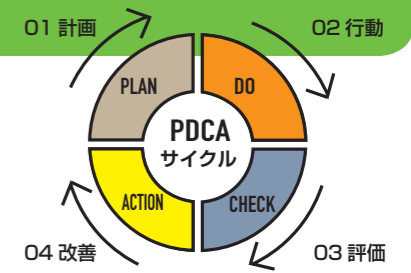 01 計画
02 行動
PLAN
DO
PDCA
サイクル
ACTION
CHECK
04 改善
03 評価